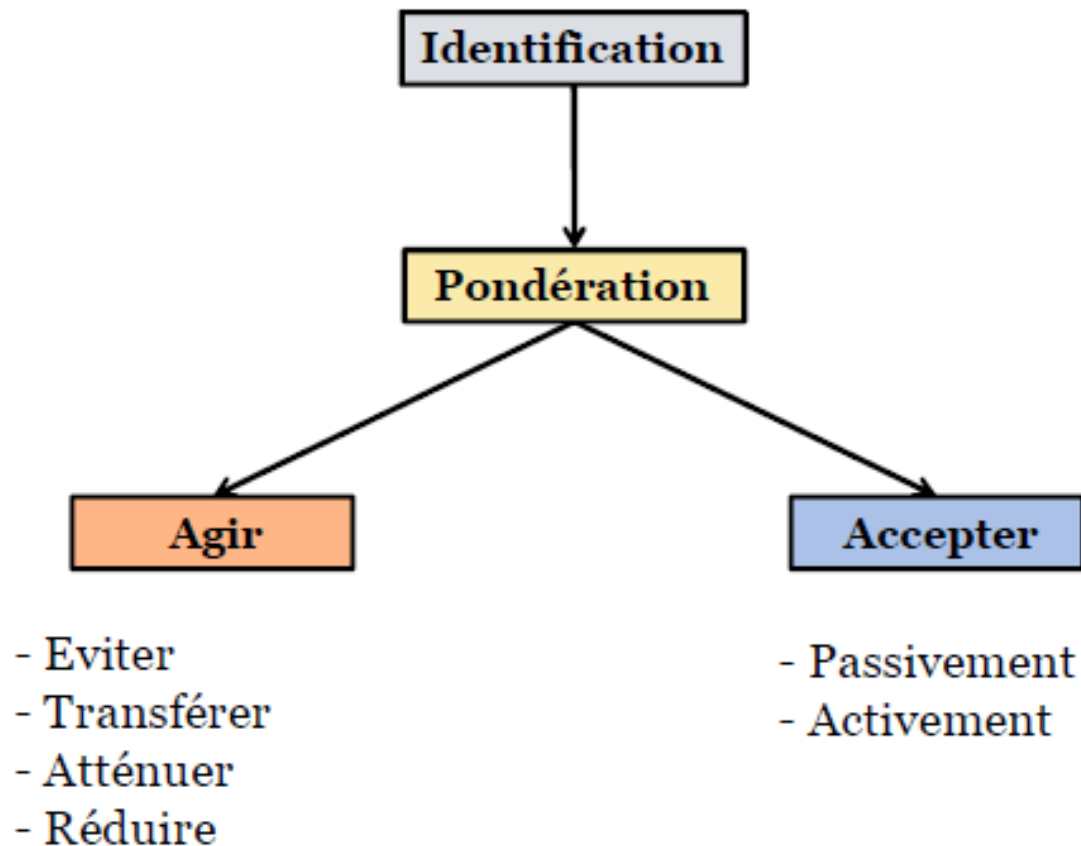 Identification
Pondération
Agir
Accepter
- Eviter
- Transférer
- Atténuer
- Réduire
- Passivement
- Activement